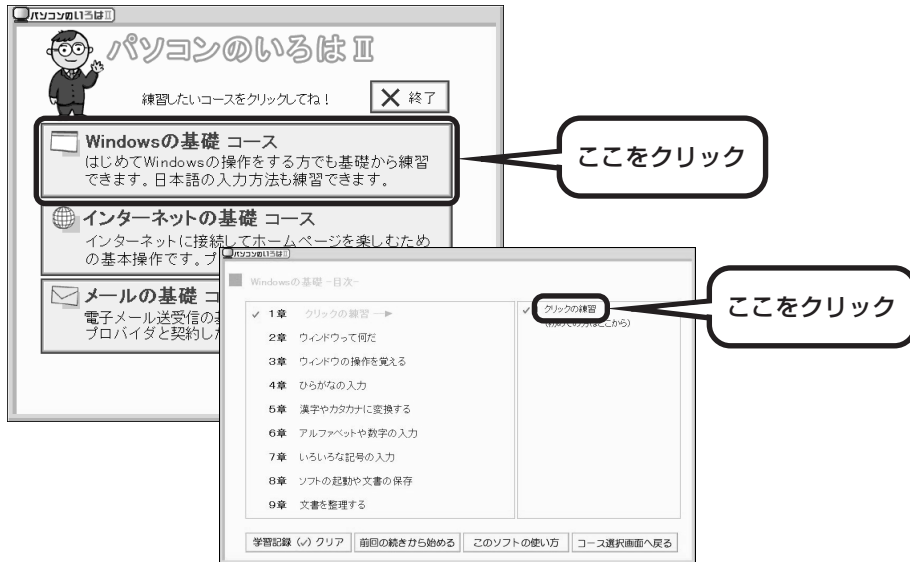 パソコンのいろはⅡ
パソコンのいろはⅡ
練習したいコースをクリックしてね！
終了
Windowsの基礎 コース
はじめてWindowsの操作をする方でも基礎から練習
できます。日本語の入力方法も練習できます。
ここをクリック
インターネットの基礎 コース
インターネットに接続してホームページを楽しむため
の基本操作です。プ
メールの基礎 コ
電子メール送受信の基
プロバイダと契約した
パソコンのいろはⅡ
Windowsの基礎-目次-
✓ 1章 クリックの練習
2章 ウィンドウって何だ
3章 ウィンドウの操作を覚える
4章 ひらがなの入力
5章 漢字やカタカナに変換する
6章 アルファベットや数字の入力
7章 いろいろな記号の入力
8章 ソフトの起動や文書の保存
9章 文書を整理する
✓ クリックの練習
(初めての方はここから)
ここをクリック
学習記録 (✓) クリア
前回の続きから始める
このソフトの使い方
コース選択画面へ戻る